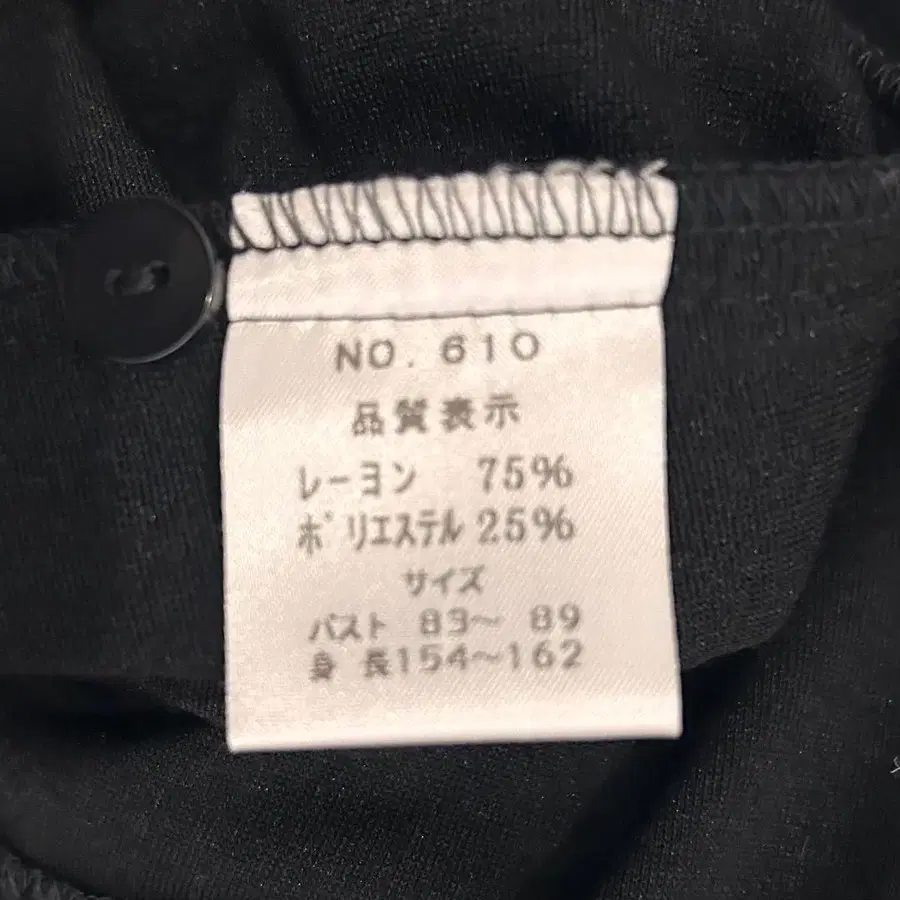 NO. 610
品質表示
レーヨン 75%
ポリエステル 25%
サイズ
バスト 83～ 89
身 長154～162